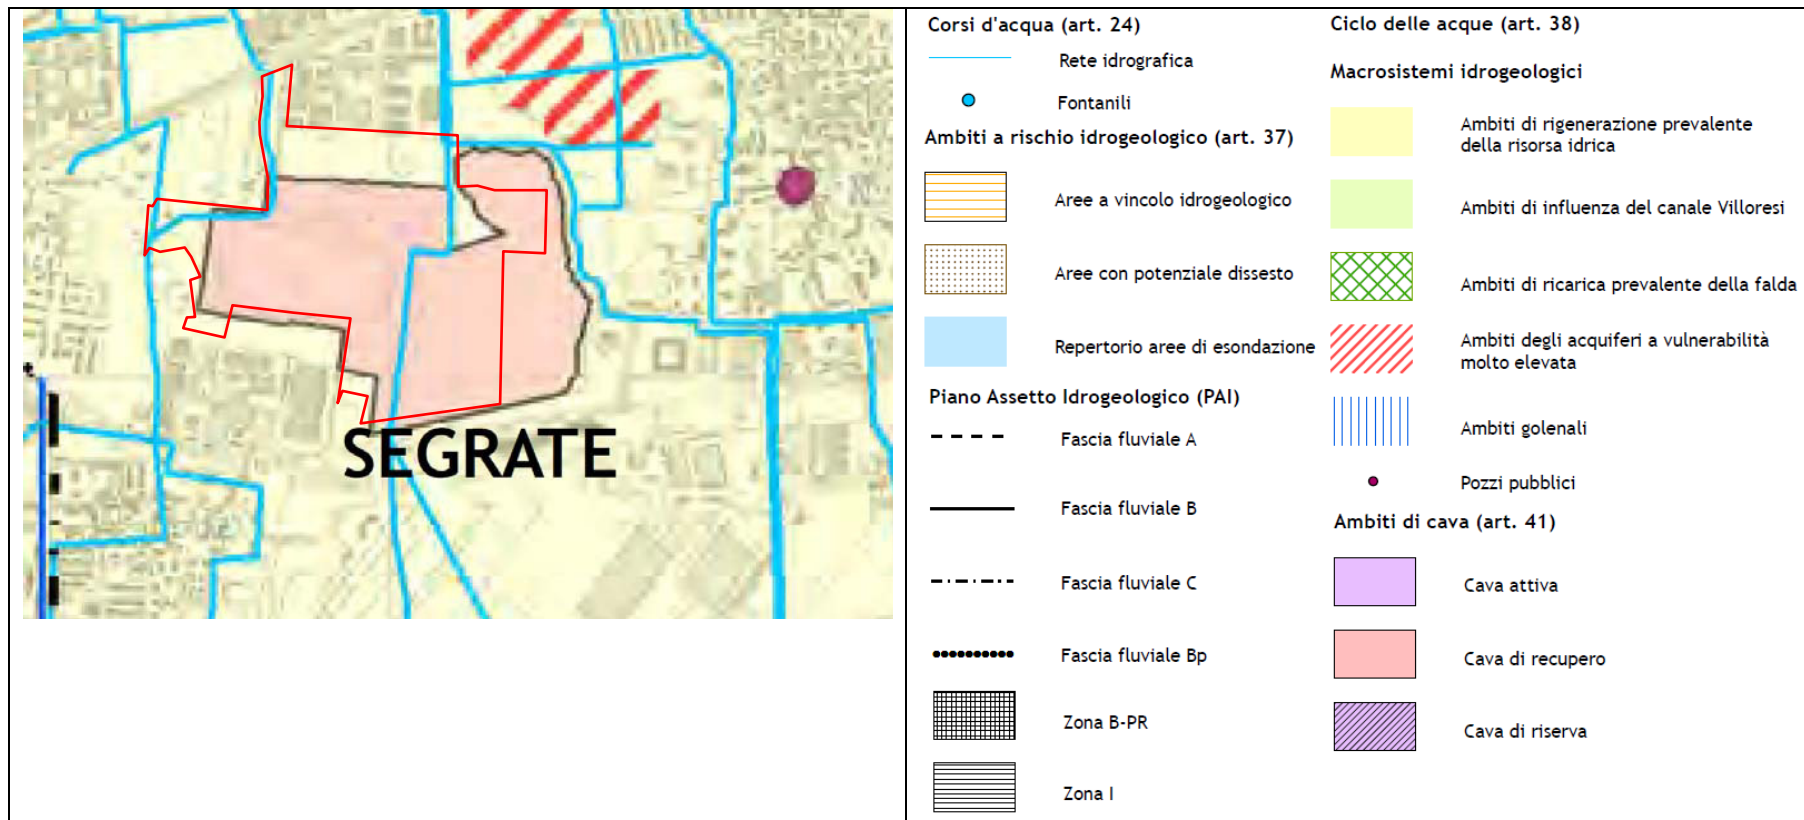 SEGRATE
Corsi d'acqua (art. 24)
Rete idrografica
Fontanili
Ambiti a rischio idrogeologico (art. 37)
Aree a vincolo idrogeologico
Aree con potenziale dissesto
Repertorio aree di esondazione
Piano Assetto Idrogeologico (PAI)
Fascia fluviale A
Fascia fluviale B
Fascia fluviale C
Fascia fluviale Bp
Zona B-PR
Zona I
Ciclo delle acque (art. 38)
Macrosistemi idrogeologici
Ambiti di rigenerazione prevalente
della risorsa idrica
Ambiti di influenza del canale Villoresi
Ambiti di ricarica prevalente della falda
Ambiti degli acquiferi a vulnerabilità
molto elevata
Ambiti golenali
Pozzi pubblici
Ambiti di cava (art. 41)
Cava attiva
Cava di recupero
Cava di riserva